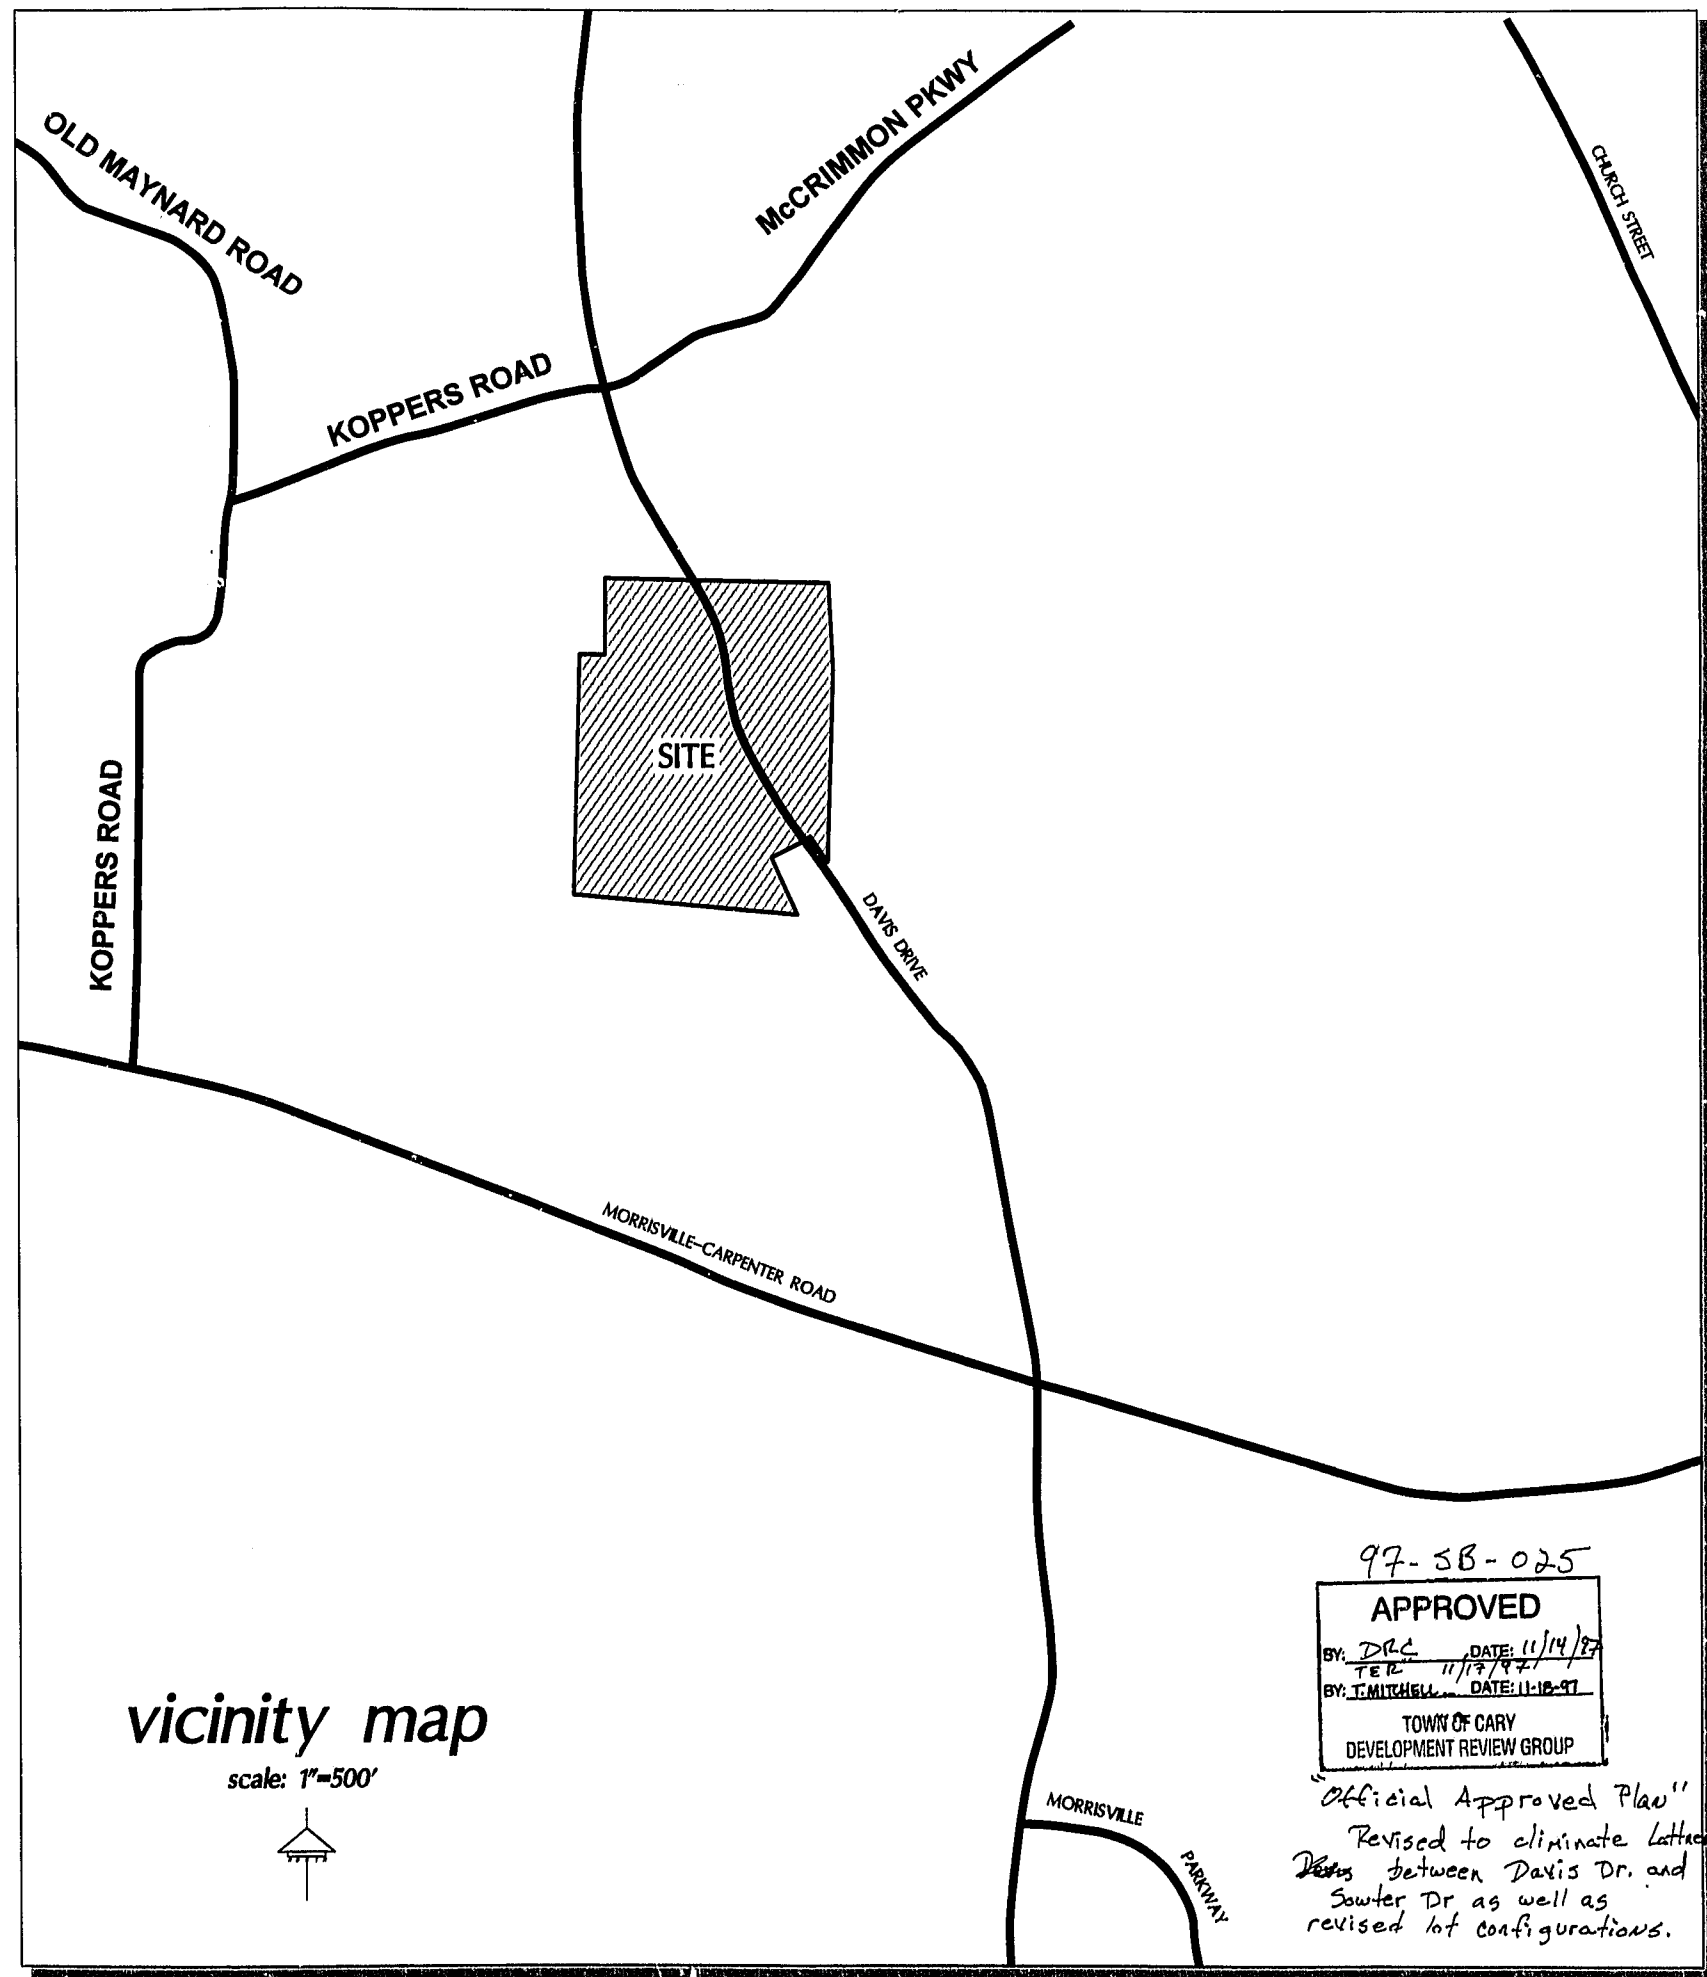 OLD MAYNARD ROAD
McCRIMMON PKWY
CHURCH STREET
KOPPERS ROAD
SITE
KOPPERS ROAD
DAVIS DRIVE
MORRISVILLE-CARPENTER ROAD
97-SB-025
APPROVED
BY: DRC DATE: 11/14/97
TER 11/17/97
BY: T. MITCHELL DATE: 11-18-97
TOWN OF CARY
DEVELOPMENT REVIEW GROUP
vicinity map
scale: 1"=500'
MORRISVILLE
PARKWAY
"Official Approved Plan"
Revised to eliminate
between Davis Dr. and
Sowter Dr as well as
revised lot configurations.